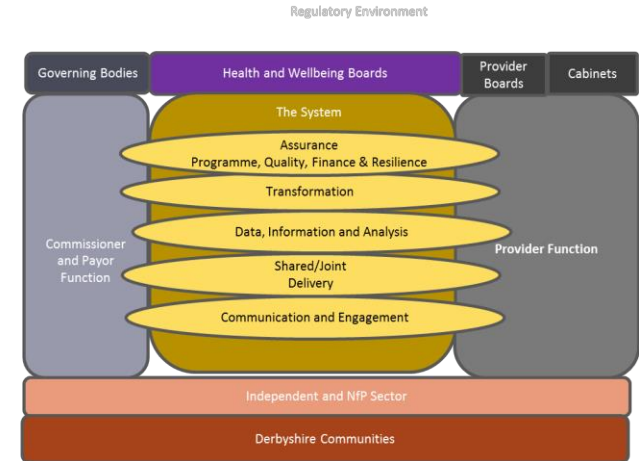 Regulatory Environment
Governing Bodies
Health and Wellbeing Boards
Provider
Boards
Cabinets
The System
Assurance
Programme, Quality, Finance & Resilience
Transformation
Data, Information and Analysis
Commissioner
and Payor
Function
Provider Function
Shared/Joint
Delivery
Communication and Engagement
Independent and NfP Sector
Derbyshire Communities